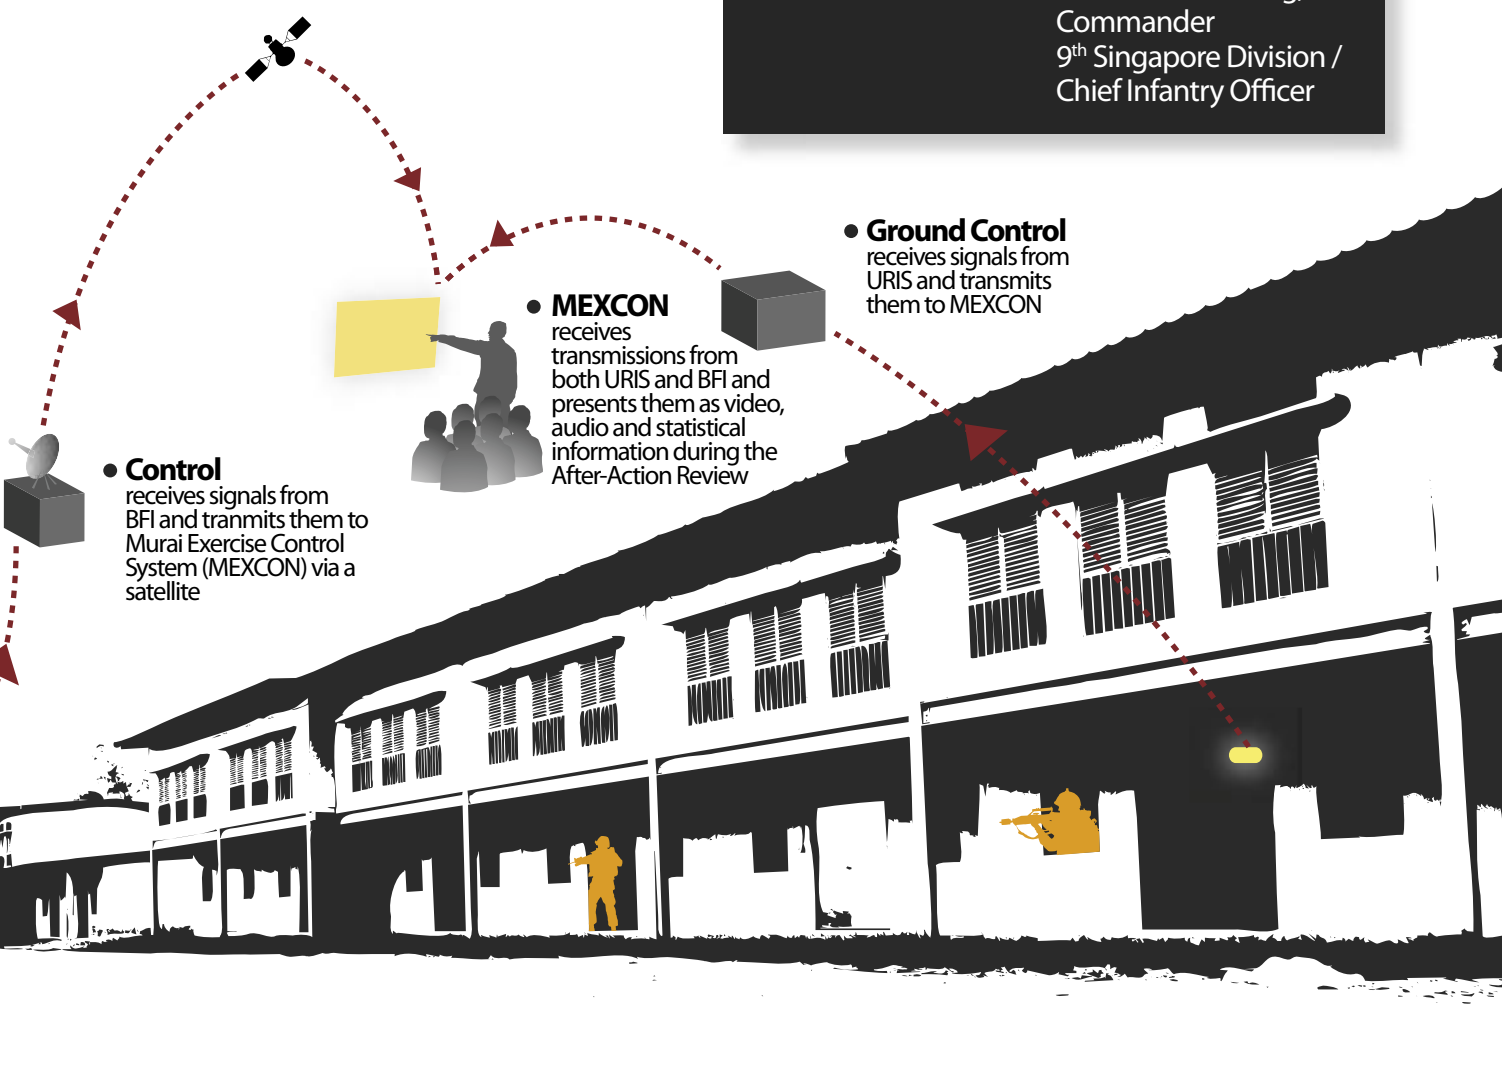 Commander
9th Singapore Division /
Chief Infantry Officer
• Ground Control
receives signals from
URIS and transmits
them to MEXCON
• MEXCON
receives
transmissions from
both URIS and BFI and
presents them as video,
audio and statistical
information during the
After-Action Review
• Control
receives signals from
BFI and tranmits them to
Murai Exercise Control
System (MEXCON) via a
satellite